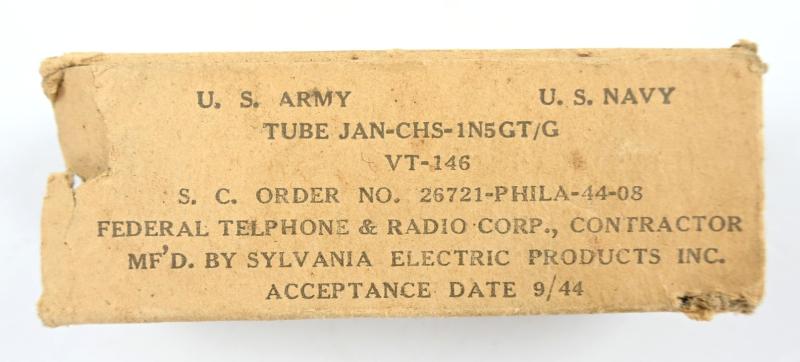 U. S. ARMY U. S. NAVY
TUBE JAN-CHS-1N5GT/G
VT-146
S. C. ORDER NO. 26721-PHILA-44-08
FEDERAL TELPHONE & RADIO CORP., CONTRACTOR
MF'D. BY SYLVANIA ELECTRIC PRODUCTS INC.
ACCEPTANCE DATE 9/44